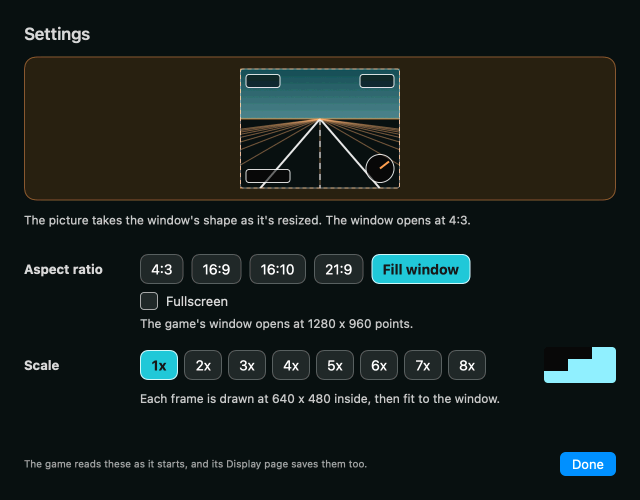 Settings
The picture takes the window's shape as it's resized. The window opens at 4:3.
Aspect ratio 4:3 16:9 16:10 21:9 Fill window
Fullscreen
The game's window opens at 1280 x 960 points.
Scale 1x 2x 3x 4x 5x 6x 7x 8x
Each frame is drawn at 640 x 480 inside, then fit to the window.
The game reads these as it starts, and its Display page saves them too. Done